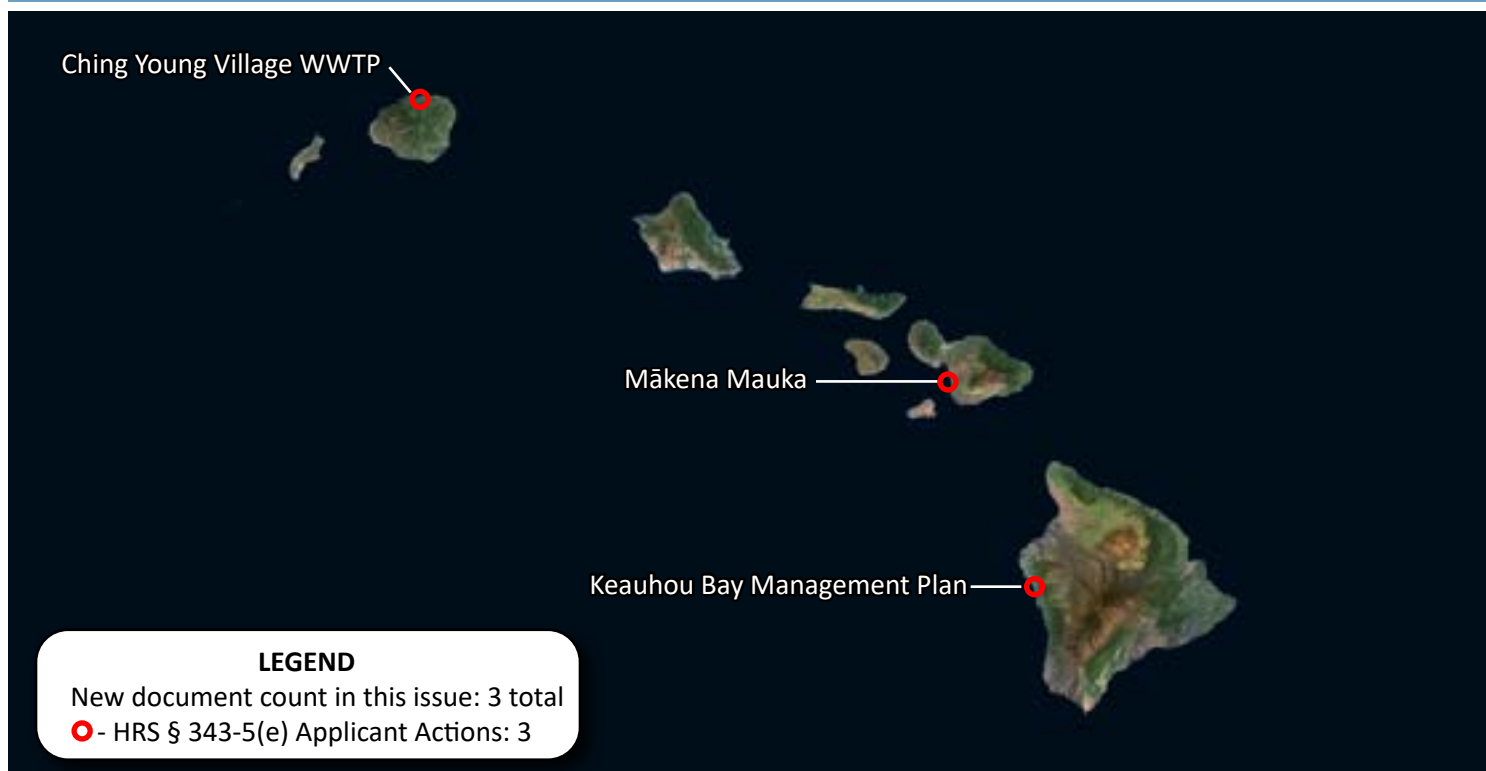 Ching Young Village WWTP
Mākena Mauka
Keauhou Bay Management Plan
LEGEND
New document count in this issue: 3 total
- HRS § 343-5(e) Applicant Actions: 3